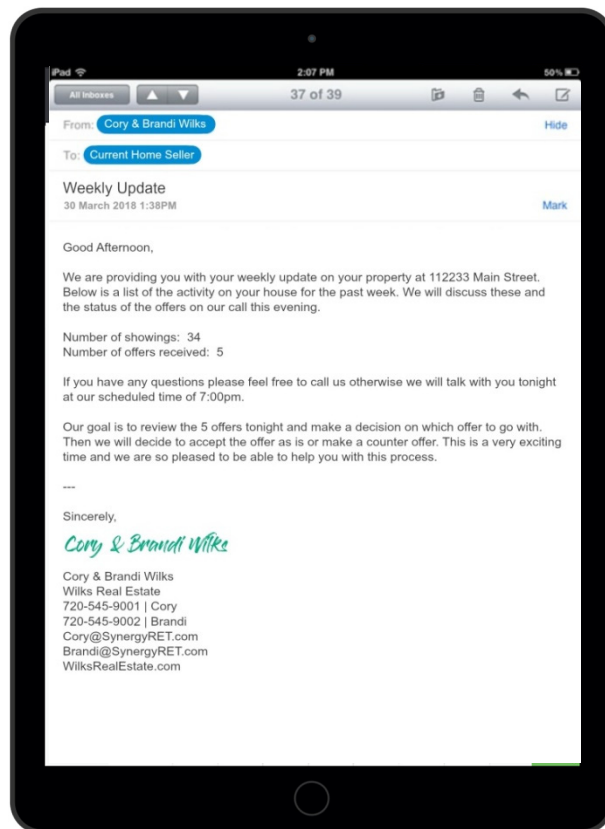 iPad 2:07 PM 50%
All Inboxes 37 of 39
From: Cory & Brandi Wilks Hide
To: Current Home Seller
Weekly Update
30 March 2018 1:38PM Mark
Good Afternoon,
We are providing you with your weekly update on your property at 112233 Main Street.
Below is a list of the activity on your house for the past week. We will discuss these and
the status of the offers on our call this evening.
Number of showings: 34
Number of offers received: 5
If you have any questions please feel free to call us otherwise we will talk with you tonight
at our scheduled time of 7:00pm.
Our goal is to review the 5 offers tonight and make a decision on which offer to go with.
Then we will decide to accept the offer as is or make a counter offer. This is a very exciting
time and we are so pleased to be able to help you with this process.
---
Sincerely,
Cory & Brandi Wilks
Cory & Brandi Wilks
Wilks Real Estate
720-545-9001 | Cory
720-545-9002 | Brandi
Cory@SynergyRET.com
Brandi@SynergyRET.com
WilksRealEstate.com